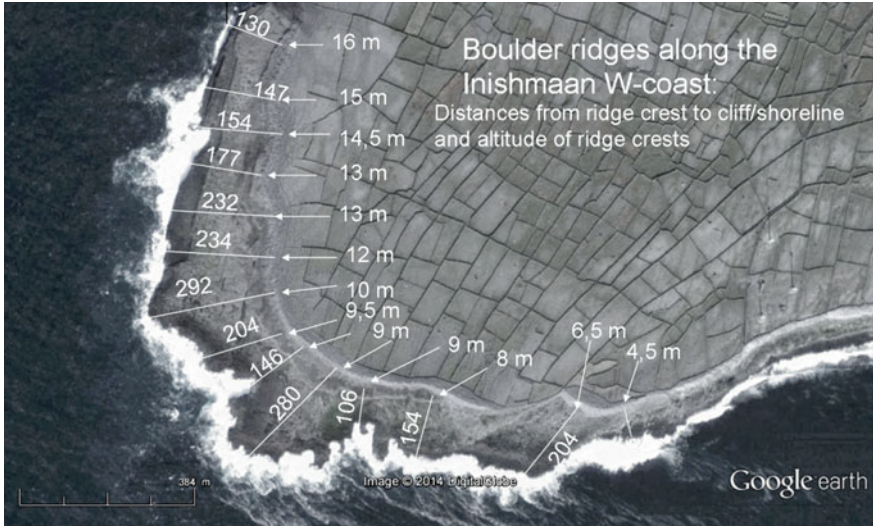 130
16 m
Boulder ridges along the
Inishmaan W-coast:
Distances from ridge crest to cliff/shoreline
and altitude of ridge crests
147
15 m
154
14,5 m
177
13 m
232
13 m
234
12 m
292
10 m
204
9,5 m
146
9 m
280
9 m
106
8 m
154
6,5 m
204
4,5 m
384 m
Image © 2014 DigitalGlobe
Google earth